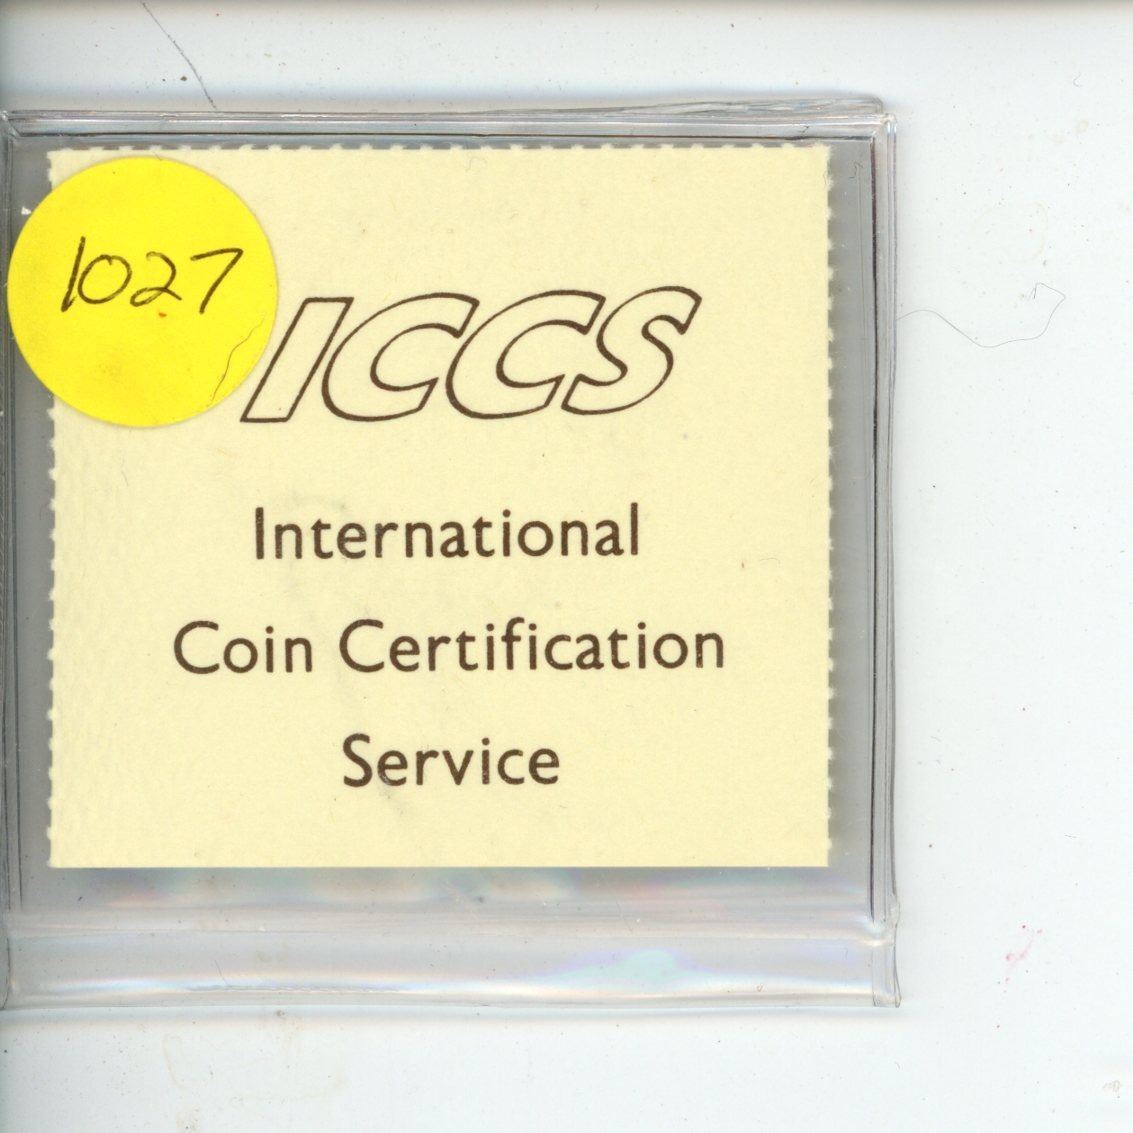 1027
ICCS
International
Coin Certification
Service